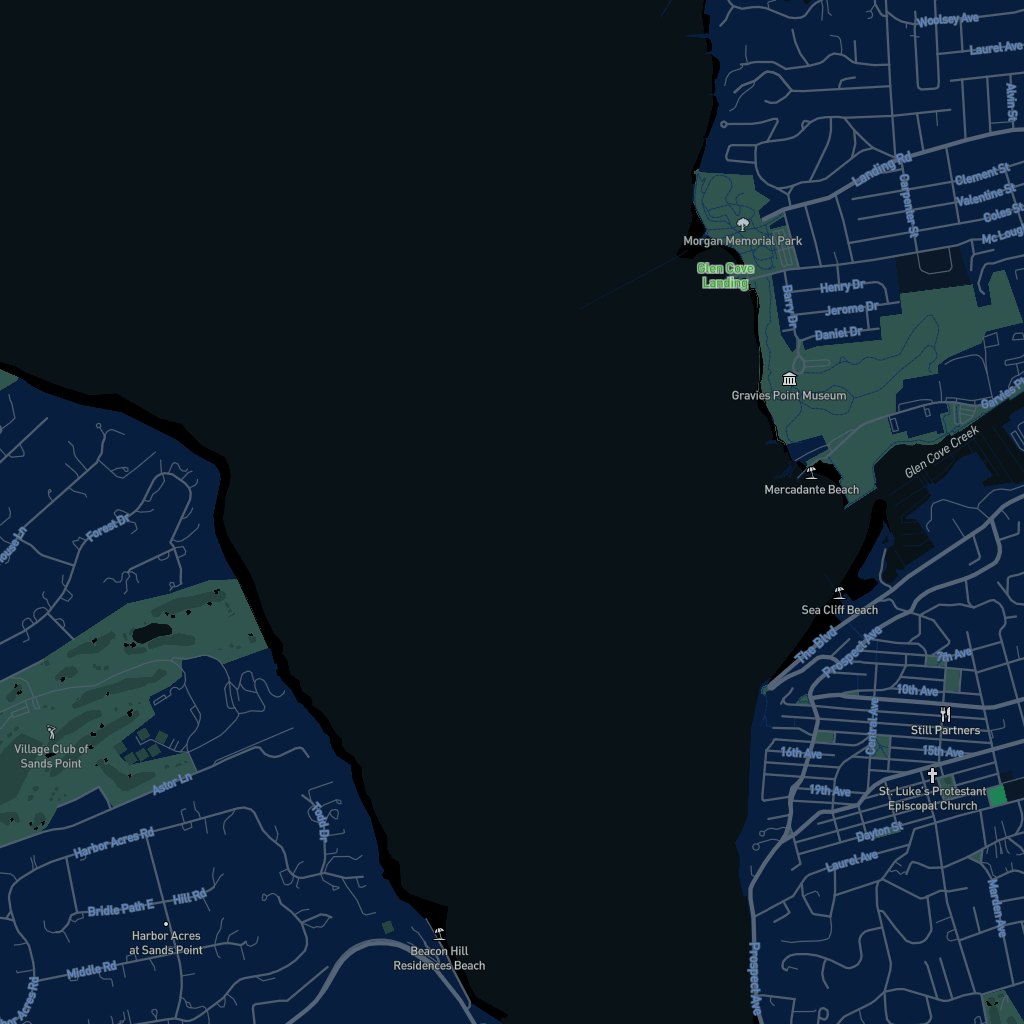 Woolsey Ave
Laurel Ave
Alvin St
Landing Rd
Clement St
Carpenter St
Valentine St
Coles St
Morgan Memorial Park
Glen Cove
Landing
Henry Dr
Barry Dr
Jerome Dr
Daniel Dr
Gravies Point Museum
Glen Cove Creek
Mercadante Beach
Forest Dr
Sea Cliff Beach
The Blvd
Prospect Ave
7th Ave
10th Ave
Central Ave
Still Partners
Village Club of
Sands Point
16th Ave
15th Ave
Astor Ln
19th Ave
St. Luke's Protestant
Episcopal Church
Todd Dr
Harbor Acres Rd
Dayton St
Laurel Ave
Bridle Path E
Hill Rd
Marden Ave
Harbor Acres
at Sands Point
Beacon Hill
Residences Beach
Middle Rd
Prospect Ave
Acres Rd